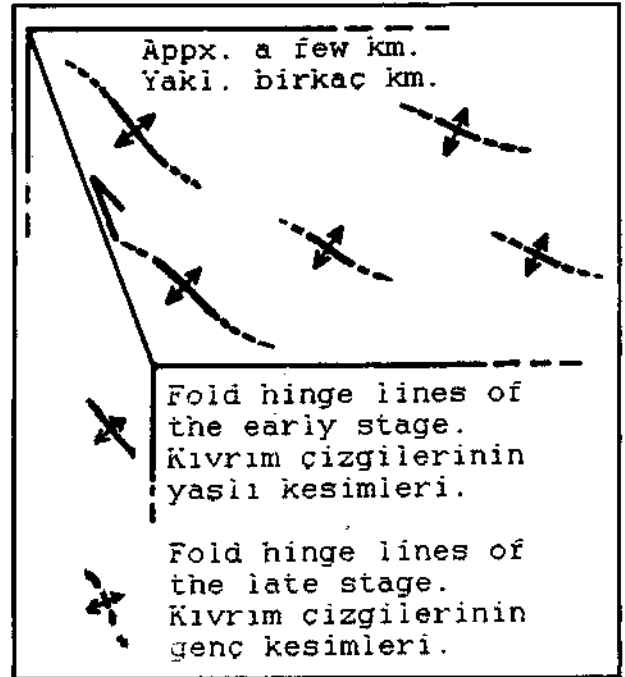 Appx. a few km.
Yakl. birkaç km.
Fold hinge lines of
the early stage.
Kıvrım çizgilerinin
yaşlı kesimleri.
Fold hinge lines of
the late stage.
Kıvrım çizgilerinin
genç kesimleri.